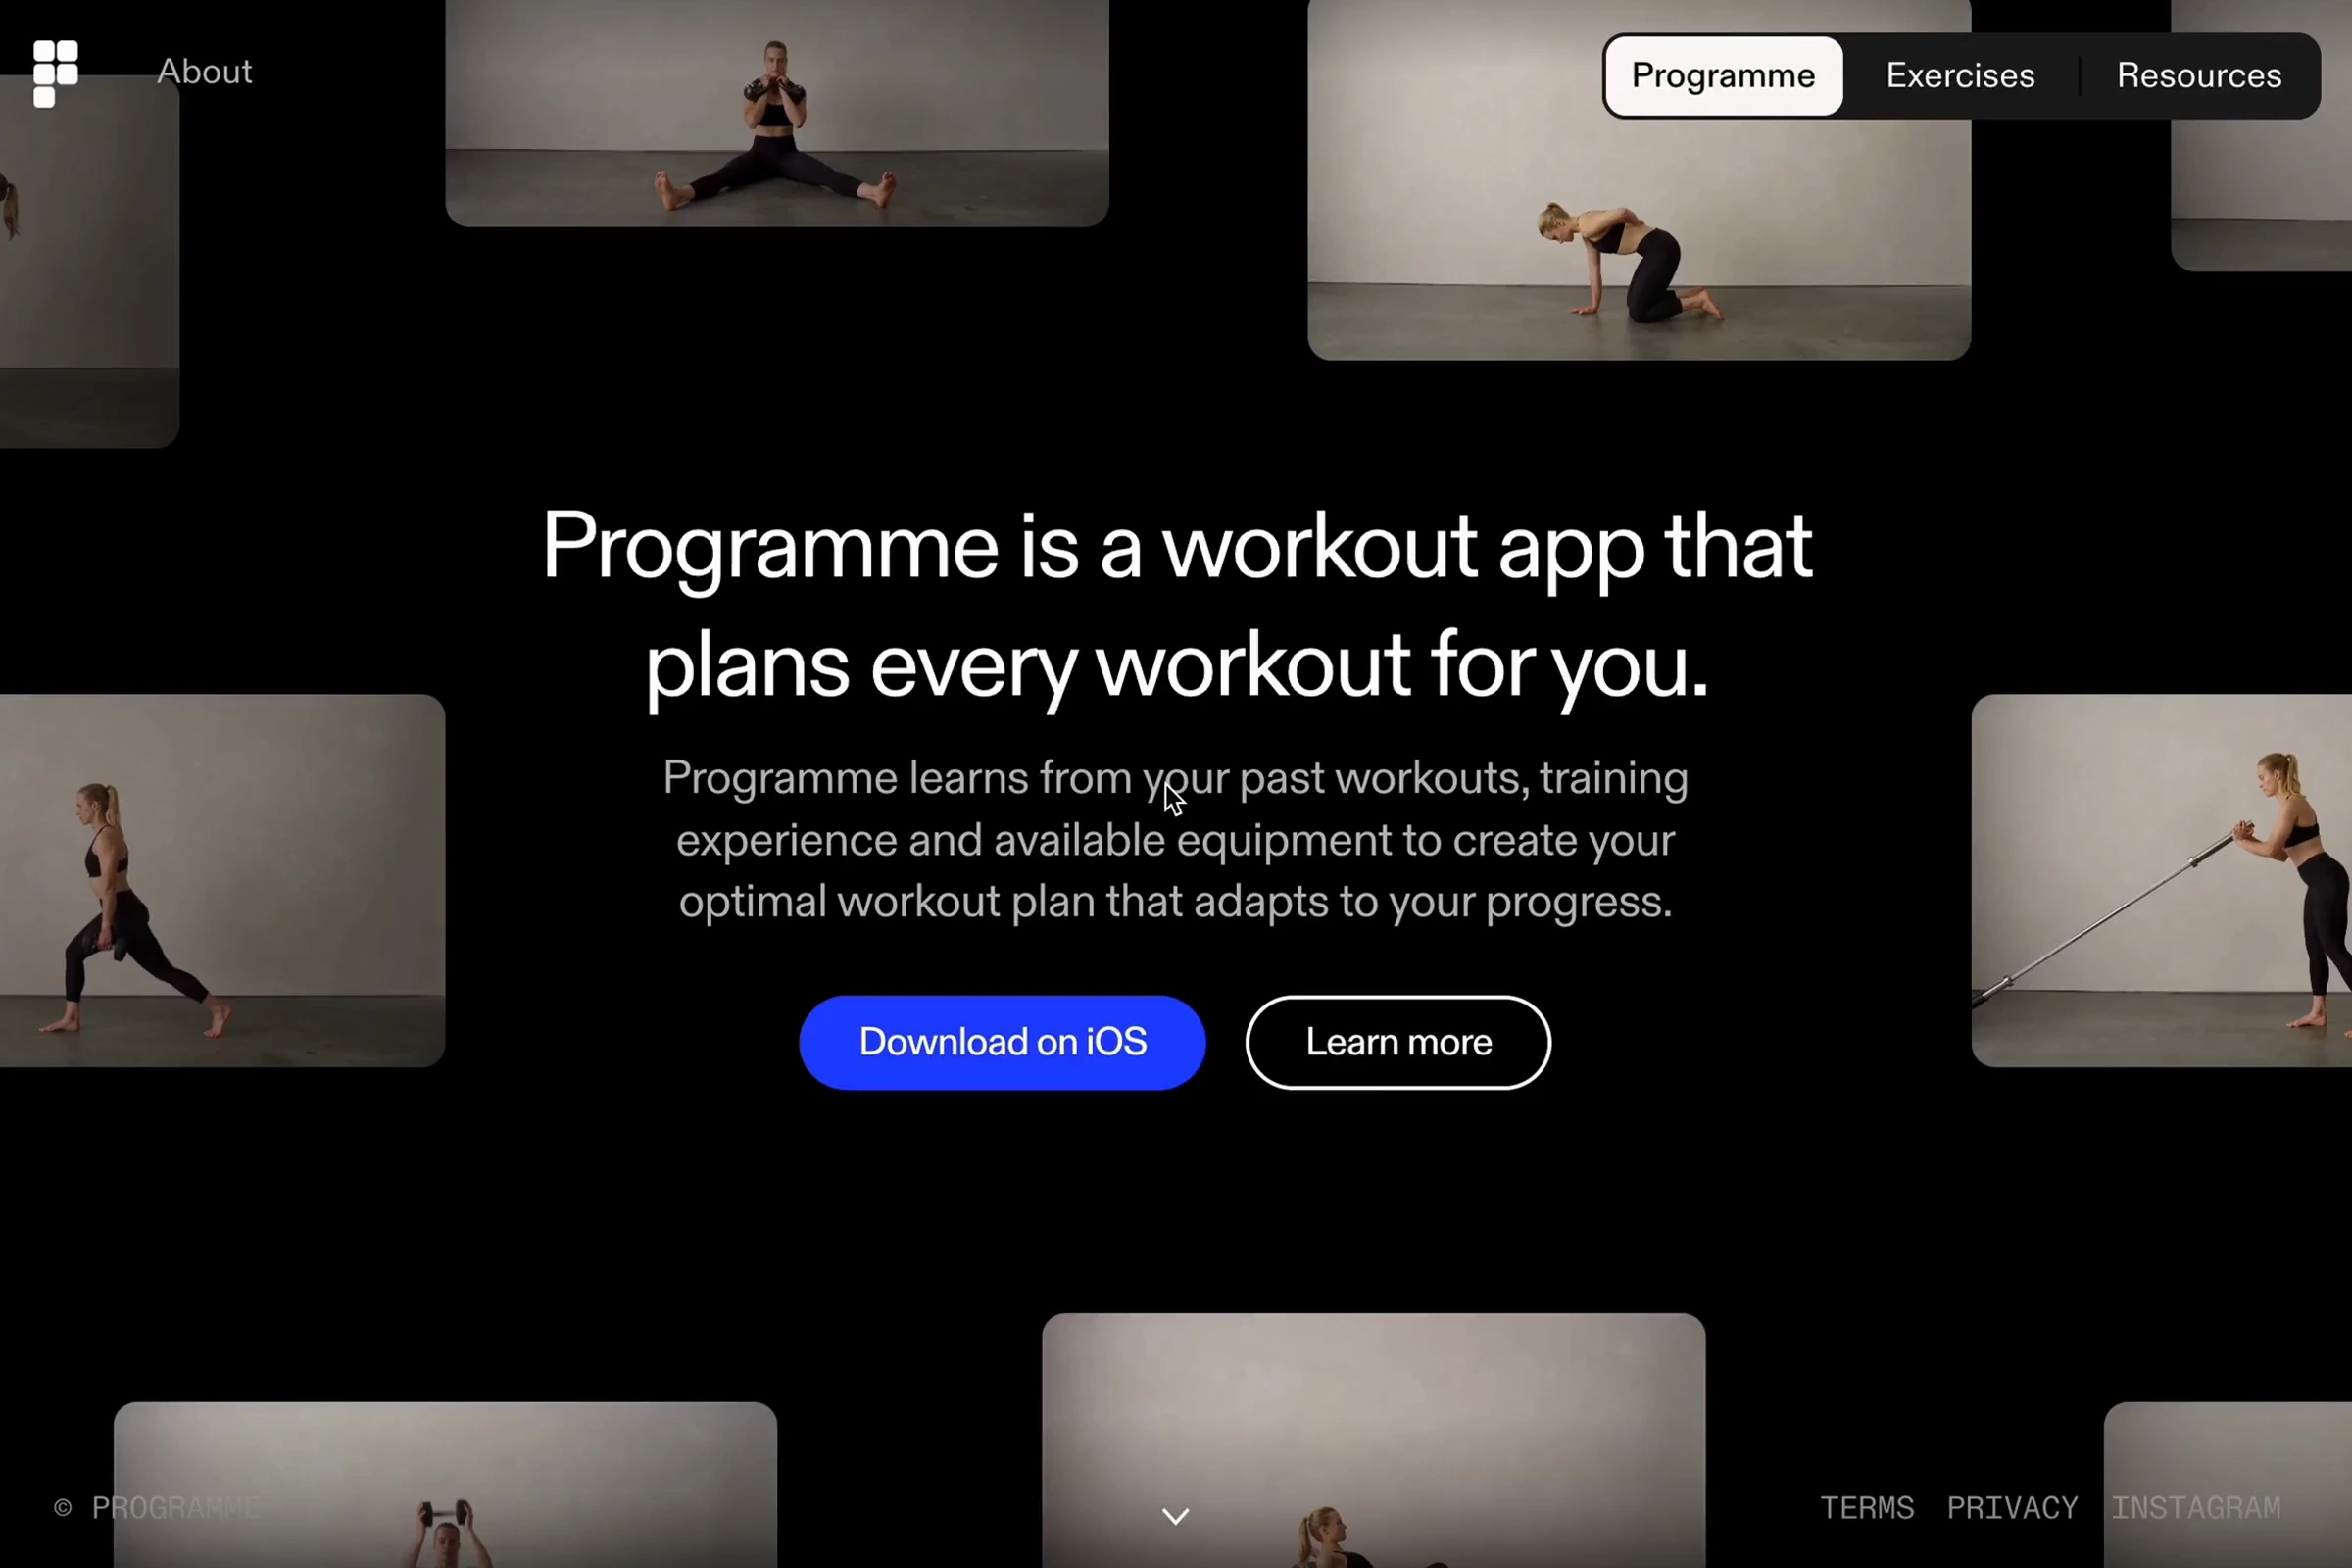 About
Programme
Exercises
Resources
Programme is a workout app that
plans every workout for you.
Programme learns from your past workouts, training
experience and available equipment to create your
optimal workout plan that adapts to your progress.
Download on iOS
Learn more
© PROGRAMME
TERMS
PRIVACY
INSTAGRAM